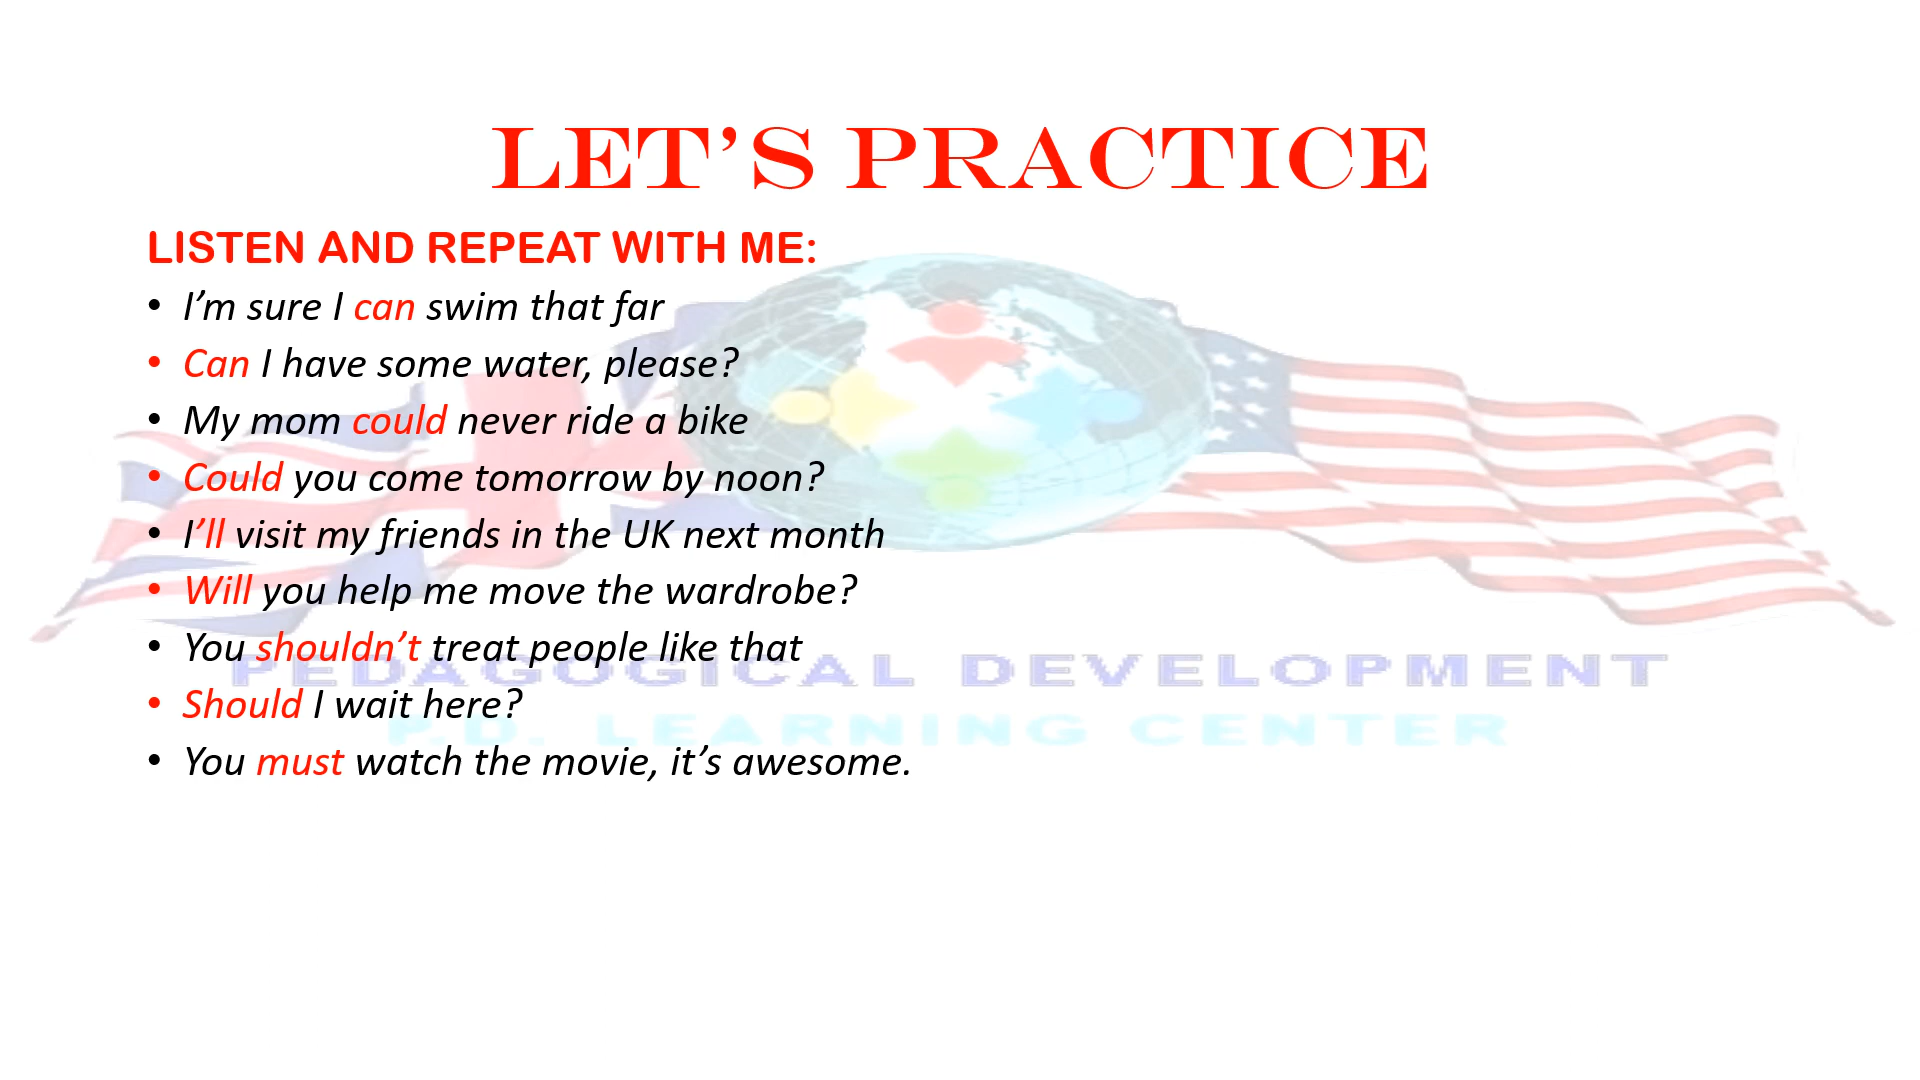 LET’S PRACTICE
LISTEN AND REPEAT WITH ME:
• I’m sure I can swim that far
• Can I have some water, please?
• My mom could never ride a bike
• Could you come tomorrow by noon?
• I’ll visit my friends in the UK next month
• Will you help me move the wardrobe?
• You shouldn’t treat people like that
PEDAGOGICAL DEVELOPMENT
• Should I wait here?
P.D. LEARNING CENTER
• You must watch the movie, it’s awesome.